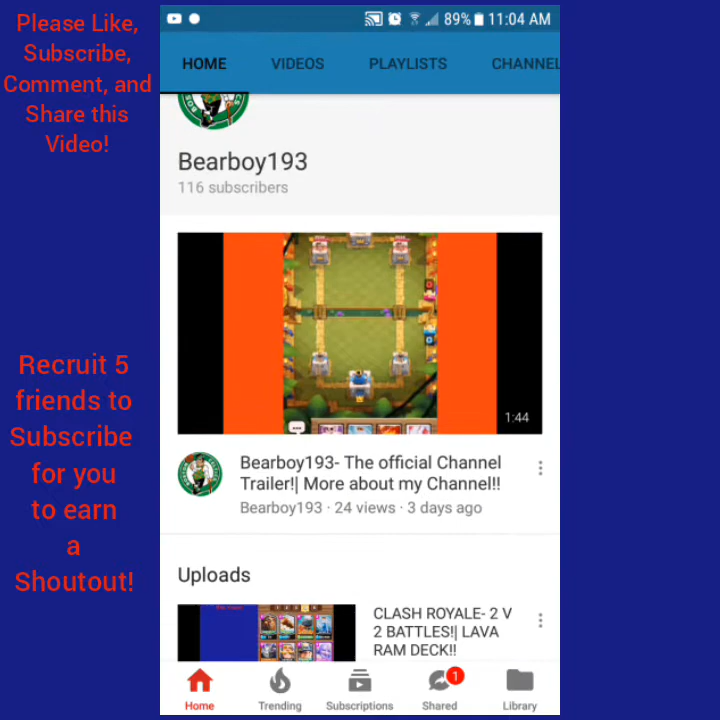 Please Like,
Subscribe,
Comment, and
Share this
Video!
Recruit 5
friends to
Subscribe
for you
to earn
a
Shoutout!
89% 11:04 AM
HOME VIDEOS PLAYLISTS CHANNEL
Bearboy193
116 subscribers
1:44
Bearboy193- The official Channel
Trailer!| More about my Channel!!
Bearboy193 · 24 views · 3 days ago
Uploads
CLASH ROYALE- 2 V
2 BATTLES!| LAVA
RAM DECK!!
1
Home Trending Subscriptions Shared Library